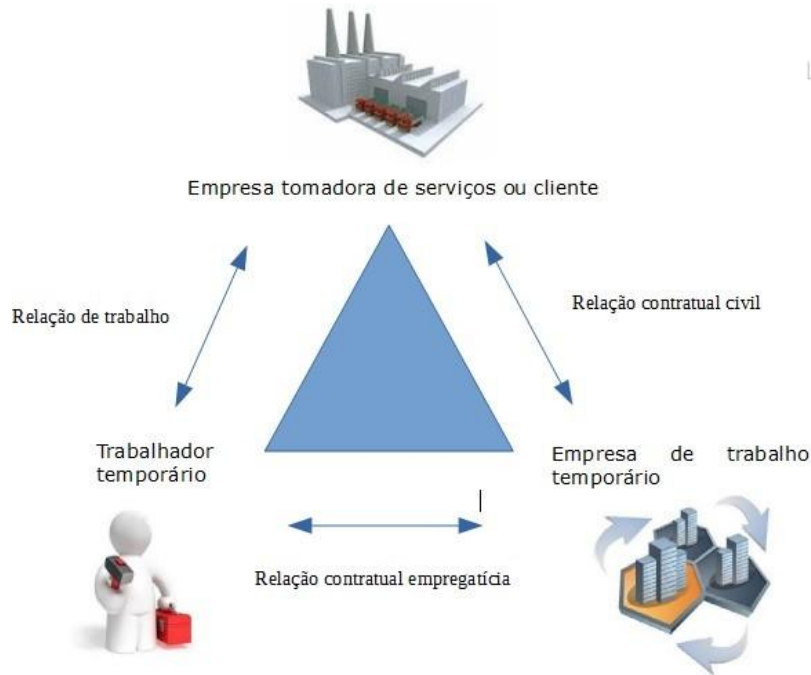 Empresa tomadora de serviços ou cliente
Relação de trabalho
Relação contratual civil
Trabalhador
temporário
Empresa de trabalho
temporário
Relação contratual empregatícia